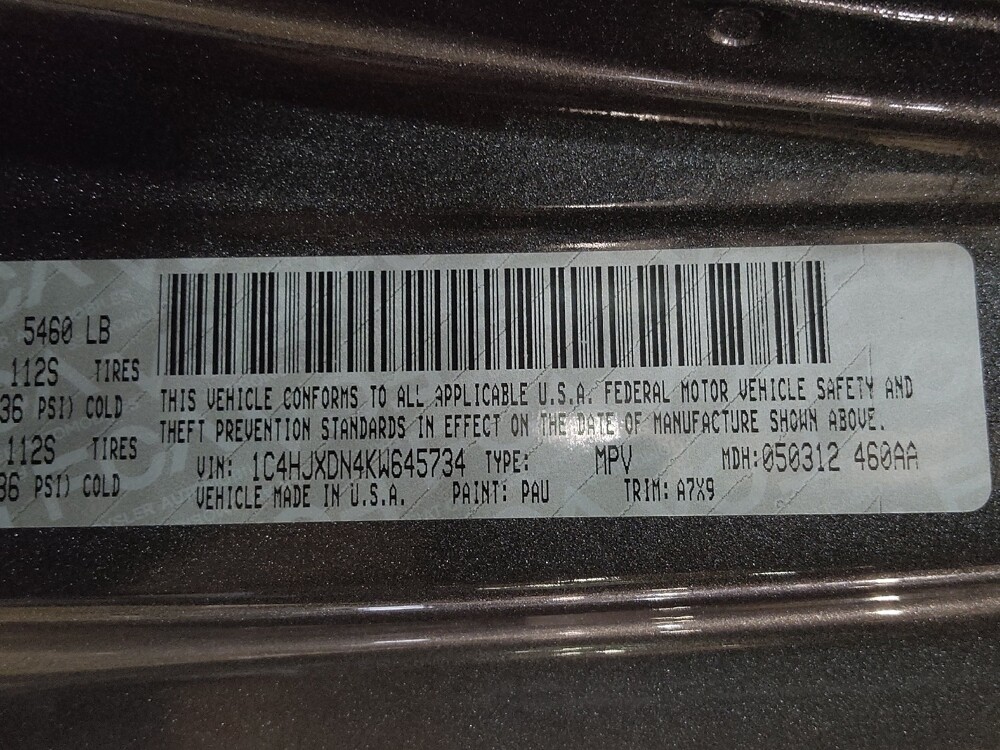 5460 LB
112S TIRES
36 PSI) COLD
112S TIRES
36 PSI) COLD
THIS VEHICLE CONFORMS TO ALL APPLICABLE U.S.A. FEDERAL MOTOR VEHICLE SAFETY AND
THEFT PREVENTION STANDARDS IN EFFECT ON THE DATE OF MANUFACTURE SHOWN ABOVE.
VIN: 1C4HJXDN4KW645734 TYPE: MPV MDH: 050312 460AA
VEHICLE MADE IN U.S.A. PAINT: PAU TRIM: A7X9